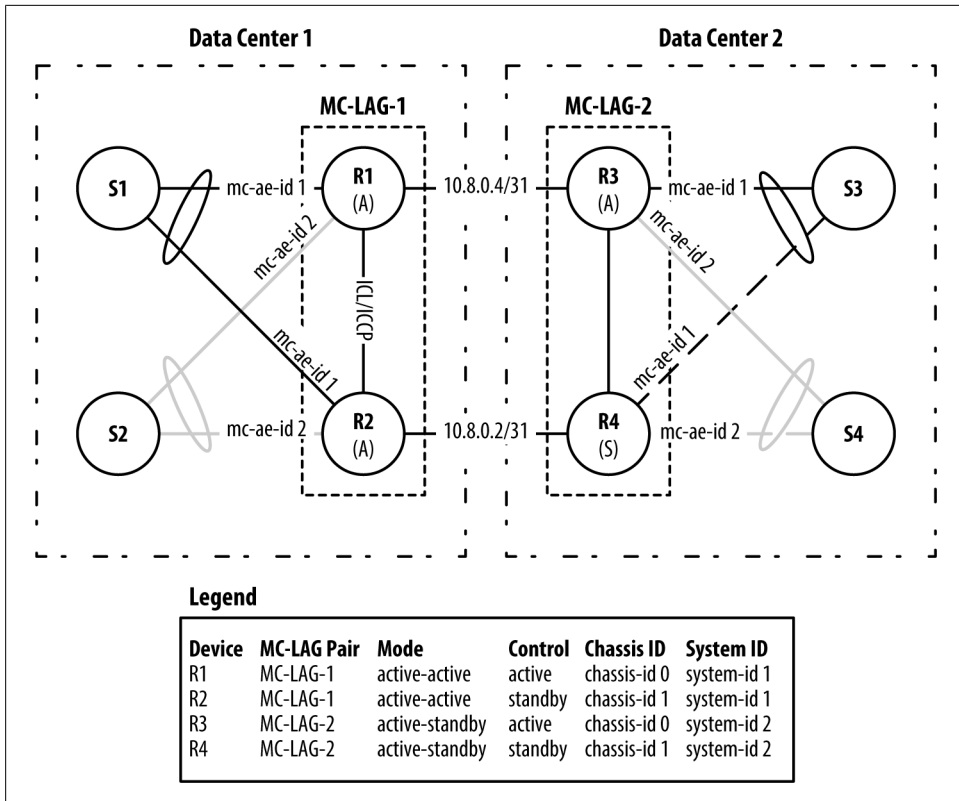 Data Center 1
Data Center 2
MC-LAG-1
MC-LAG-2
S1
mc-ae-id 1
R1
(A)
10.8.0.4/31
R3
(A)
mc-ae-id 1
S3
mc-ae-id 2
mc-ae-id 2
ICL/ICCP
mc-ae-id 1
mc-ae-id 1
S2
mc-ae-id 2
R2
(A)
10.8.0.2/31
R4
(S)
mc-ae-id 2
S4
Legend
Device MC-LAG Pair Mode Control Chassis ID System ID
R1 MC-LAG-1 active-active active chassis-id 0 system-id 1
R2 MC-LAG-1 active-active standby chassis-id 1 system-id 1
R3 MC-LAG-2 active-standby active chassis-id 0 system-id 2
R4 MC-LAG-2 active-standby standby chassis-id 1 system-id 2